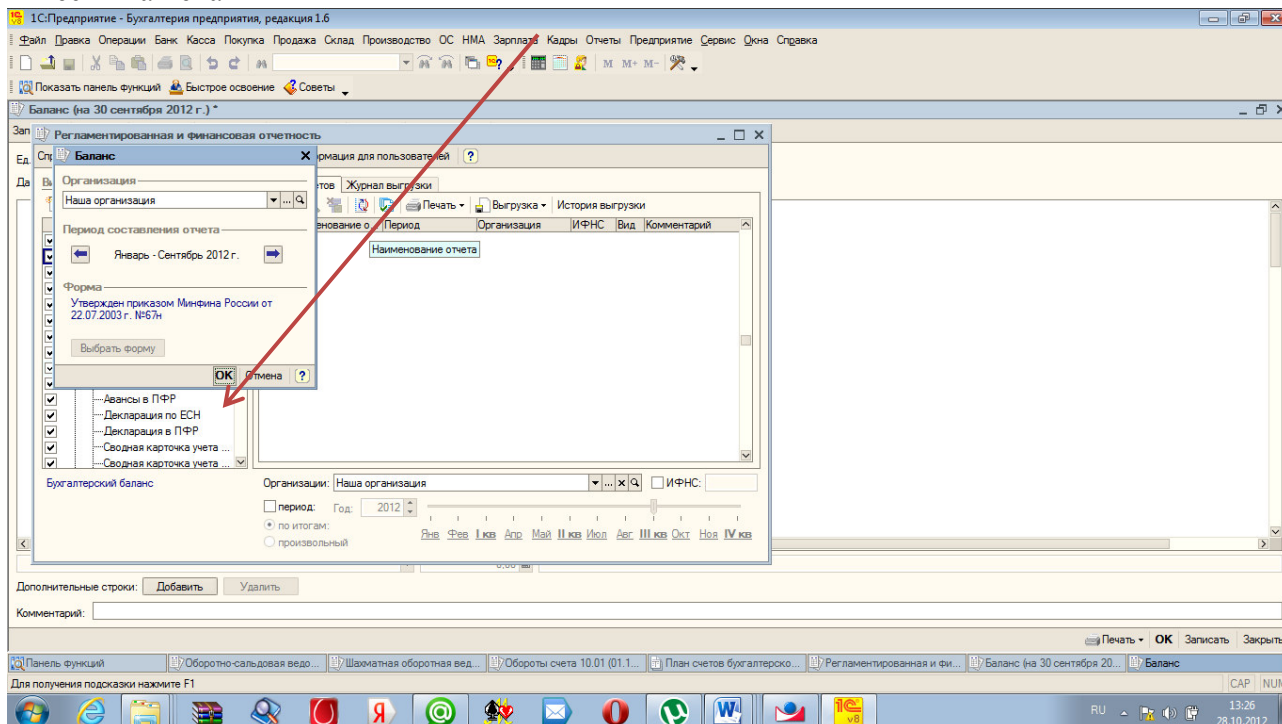 1С:Предприятие - Бухгалтерия предприятия, редакция 1.6
Файл Правка Операции Банк Касса Покупка Продажа Склад Производство ОС НМА Зарплата Кадры Отчеты Предприятие Сервис Окна Справка
M M+ M-
Показать панель функций Быстрое освоение Советы
Баланс (на 30 сентября 2012 г.) *
Регламентированная и финансовая отчетность
Баланс
Ед.
Организация
Журнал выгрузки
Наша организация
Печать Выгрузка История выгрузки
Период Организация ИФНС Вид Комментарий
Период составления отчета
Наименование отчета
Январь - Сентябрь 2012 г.
Форма
Утвержден приказом Минфина России от
22.07.2003 г. №67н
Выбрать форму
OK Отмена ?
Авансы в ПФР
Декларация по ЕСН
Декларация в ПФР
Сводная карточка учета ...
Сводная карточка учета ...
Бухгалтерский баланс Организации: Наша организация ИФНС:
период: Год: 2012
по итогам:
Янв Фев I кв Апр Май II кв Июл Авг III кв Окт Ноя IV кв
произвольный
Дополнительные строки: Добавить Удалить
Комментарий:
Печать OK Записать Закрыть
Панель функций Оборотно-сальдовая ведо... Шахматная оборотная вед... Обороты счета 10.01 (01.1... План счетов бухгалтерско... Регламентированная и фи... Баланс (на 30 сентября 20... Баланс
Для получения подсказки нажмите F1 CAP NUM
RU 13:26
28.10.2012